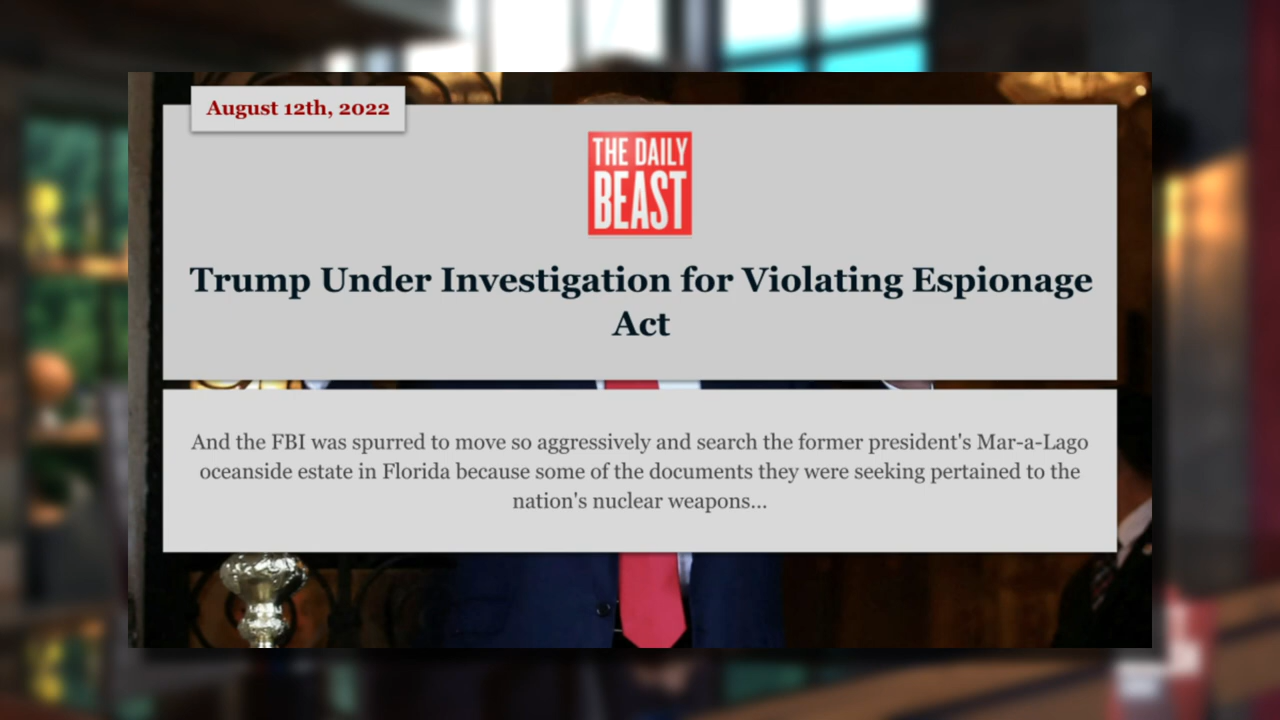 August 12th, 2022
THE DAILY
BEAST
Trump Under Investigation for Violating Espionage
Act
And the FBI was spurred to move so aggressively and search the former president's Mar-a-Lago
oceanside estate in Florida because some of the documents they were seeking pertained to the
nation's nuclear weapons...